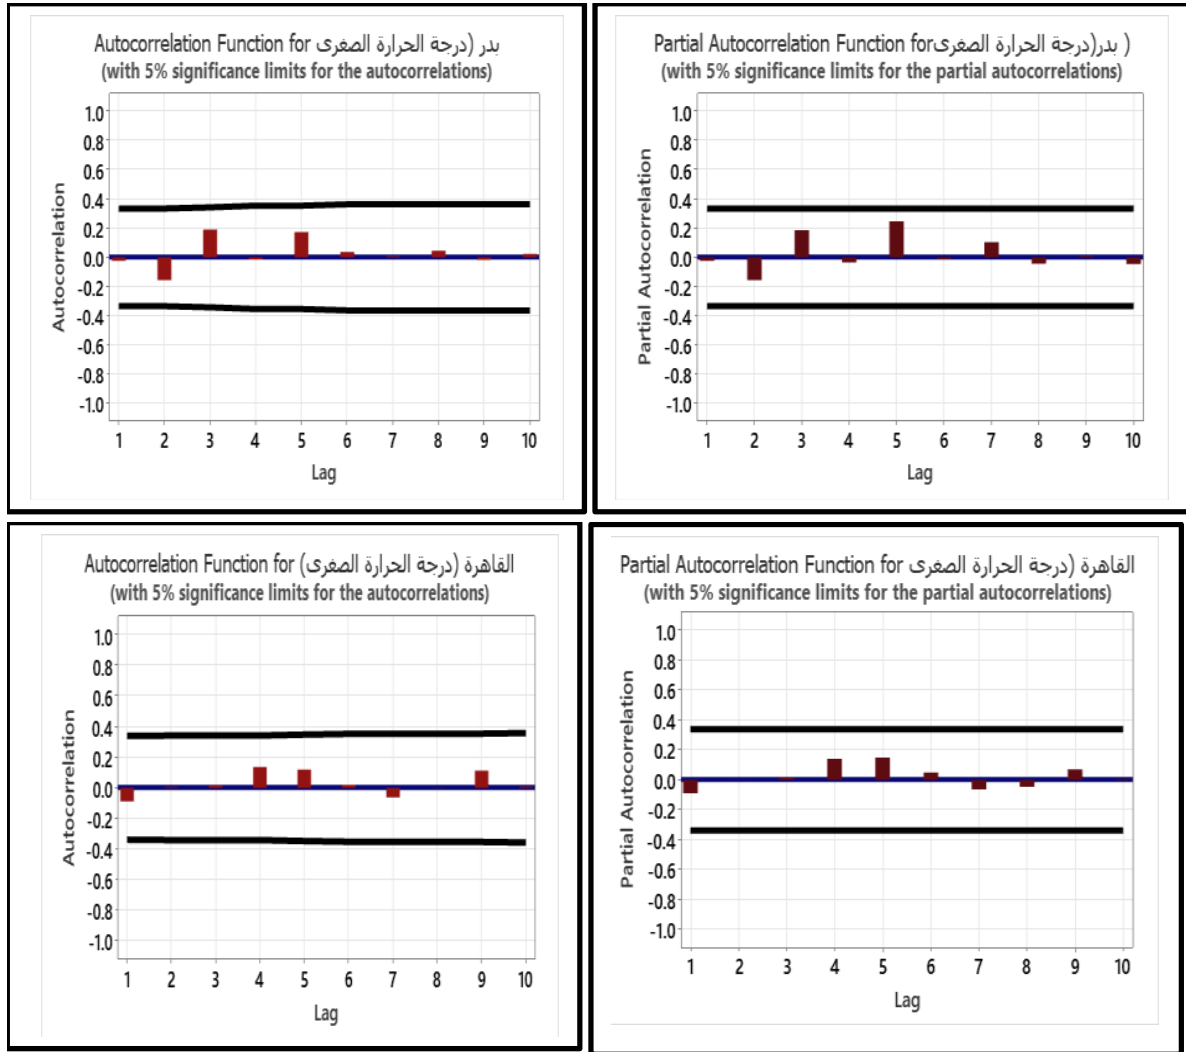 Autocorrelation Function for بدر (درجة الحرارة الصغرى
(with 5% significance limits for the autocorrelations)
1.0
0.8
0.6
0.4
0.2
0.0
-0.2
-0.4
-0.6
-0.8
-1.0
Autocorrelation
1 2 3 4 5 6 7 8 9 10
Lag
Partial Autocorrelation Function for بدر(درجة الحرارة الصغرى )
(with 5% significance limits for the partial autocorrelations)
1.0
0.8
0.6
0.4
0.2
0.0
-0.2
-0.4
-0.6
-0.8
-1.0
Partial Autocorrelation
1 2 3 4 5 6 7 8 9 10
Lag
Autocorrelation Function for القاهرة (درجة الحرارة الصغرى)
(with 5% significance limits for the autocorrelations)
1.0
0.8
0.6
0.4
0.2
0.0
-0.2
-0.4
-0.6
-0.8
-1.0
Autocorrelation
1 2 3 4 5 6 7 8 9 10
Lag
Partial Autocorrelation Function for القاهرة (درجة الحرارة الصغرى
(with 5% significance limits for the partial autocorrelations)
1.0
0.8
0.6
0.4
0.2
0.0
-0.2
-0.4
-0.6
-0.8
-1.0
Partial Autocorrelation
1 2 3 4 5 6 7 8 9 10
Lag